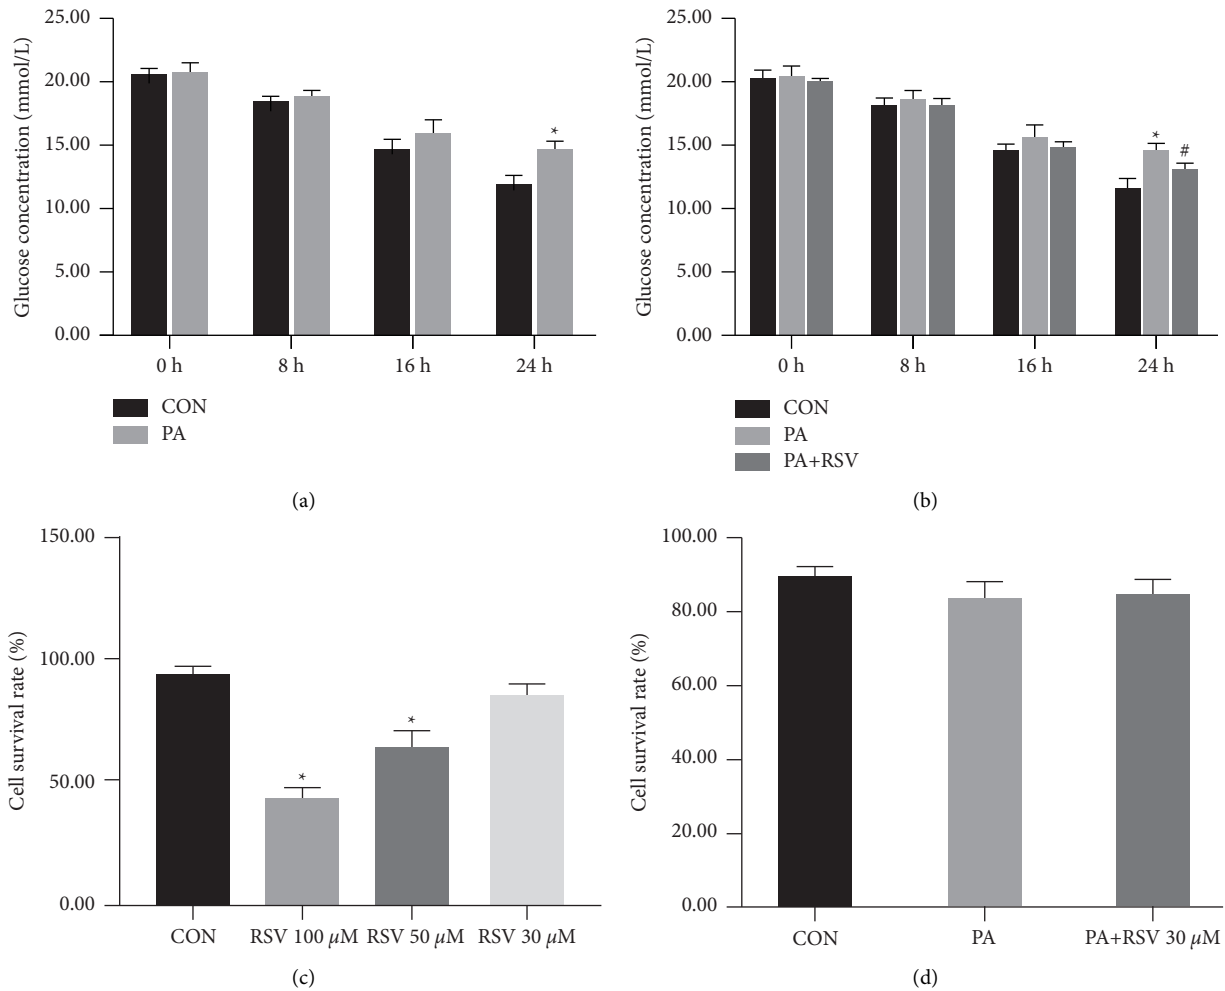 Glucose concentration (mmol/L)
25.00
20.00
15.00
10.00
5.00
0.00
*
0 h
8 h
16 h
24 h
CON
PA
(a)
Glucose concentration (mmol/L)
25.00
20.00
15.00
10.00
5.00
0.00
*
#
0 h
8 h
16 h
24 h
CON
PA
PA+RSV
(b)
Cell survival rate (%)
150.00
100.00
50.00
0.00
*
*
CON
RSV 100 µM
RSV 50 µM
RSV 30 µM
(c)
Cell survival rate (%)
100.00
80.00
60.00
40.00
20.00
0.00
CON
PA
PA+RSV 30 µM
(d)